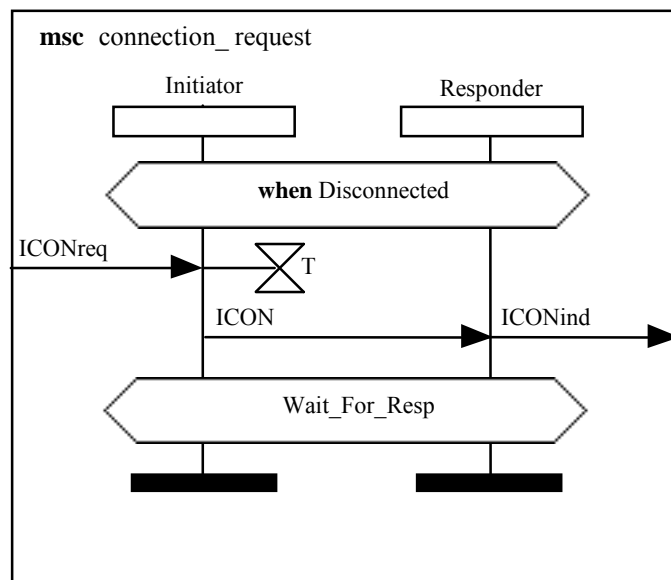 msc connection_ request
Initiator
Responder
when Disconnected
ICONreq
T
ICON
ICONind
Wait_For_Resp